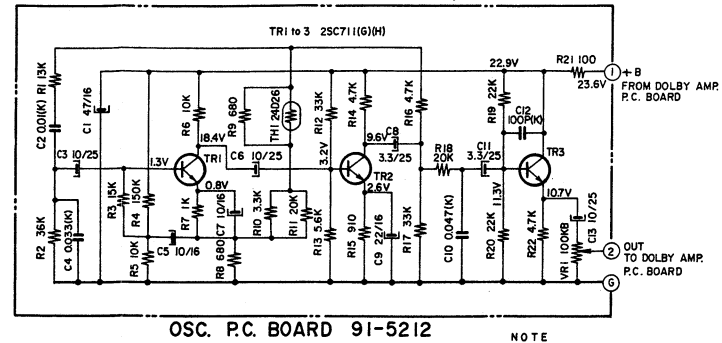 TR1 to 3 2SC711(G)(H)
22.9V
R21 100
1 +B
23.6V
FROM DOLBY AMP.
P.C. BOARD
R1 13K
C2 0.01(K)
C1 47/16
R6 10K
R9 680
TH1 24D26
R12 33K
R14 4.7K
R16 4.7K
R19 22K
C12
100P(K)
18.4V
9.6V
C8
3.3/25
C3 10/25
1.3V
TR1
C6 10/25
3.2V
TR2
R18
20K
C11
3.3/25
TR3
0.8V
2.6V
11.3V
10.7V
R2 36K
C4 0.033(K)
R3 15K
R4 150K
R5 10K
C5 10/16
R7 1K
C7 10/16
R8 680
R10 3.3K
R11 20K
R13 5.6K
R15 910
C9 22/16
R17 33K
C10 0.047(K)
R20 22K
R22 4.7K
VR1 100KB
C13 10/25
2 OUT
TO DOLBY AMP.
P.C. BOARD
G
OSC. P.C. BOARD 91-5212
NOTE